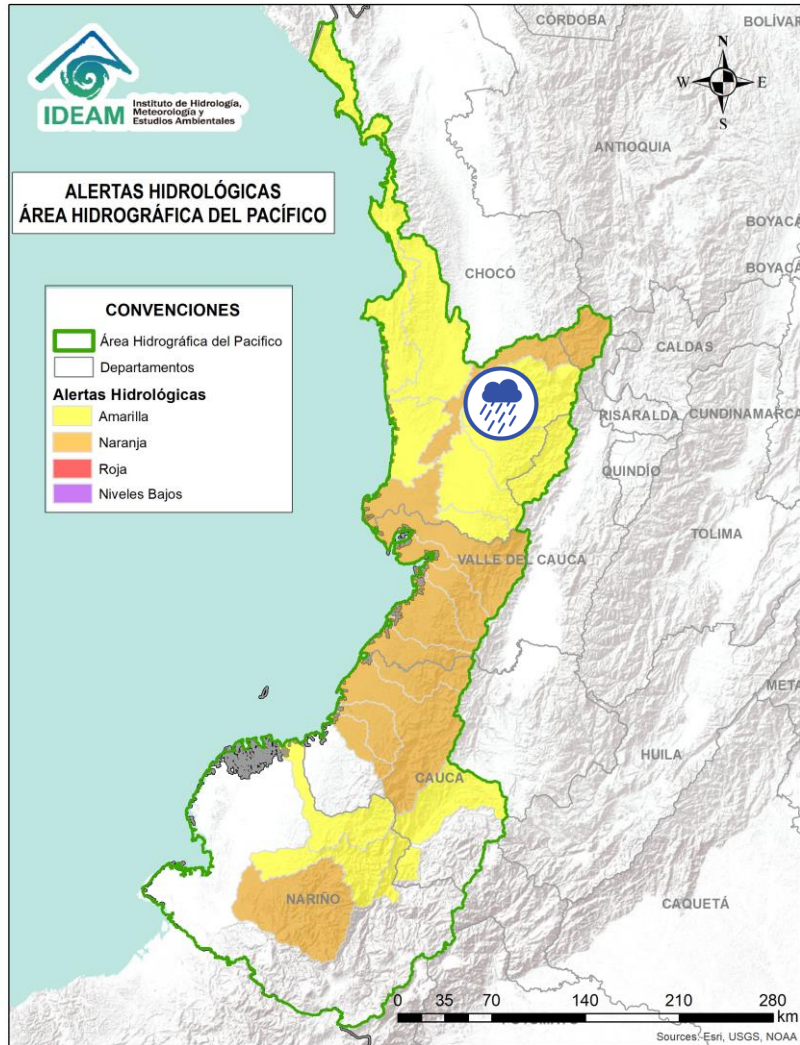 CÓRDOBA
BOLÍVAR
IDEAM
Instituto de Hidrología,
Meteorología y
Estudios Ambientales
N
W
E
S
ANTIOQUIA
ALERTAS HIDROLÓGICAS
ÁREA HIDROGRÁFICA DEL PACÍFICO
BOYACÁ
BOYACÁ
CHOCÓ
CONVENCIONES
Área Hidrográfica del Pacifico
Departamentos
Alertas Hidrológicas
Amarilla
Naranja
Roja
Niveles Bajos
CALDAS
RISARALDA
CUNDINAMARCA
QUINDÍO
TOLIMA
VALLE DEL CAUCA
META
HUILA
CAUCA
NARIÑO
CAQUETÁ
0 35 70 140 210 280
km
Sources: Esri, USGS, NOAA